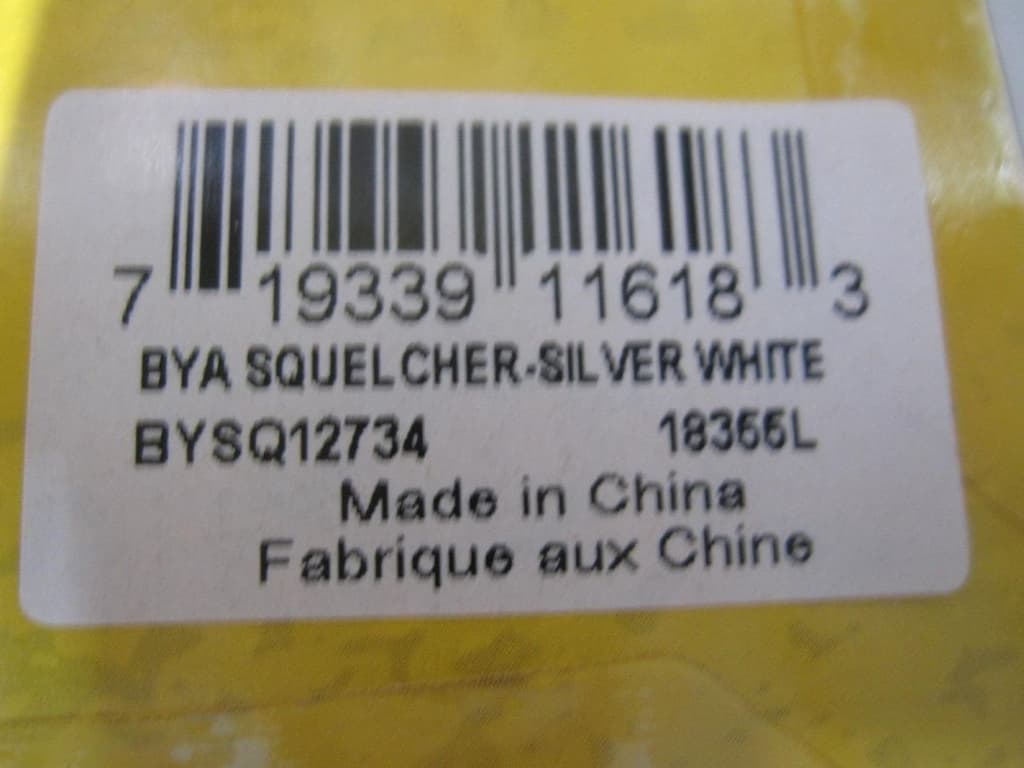 7 19339 11618 3
BYA SQUELCHER-SILVER WHITE
BYSQ12734 18355L
Made in China
Fabrique aux Chine